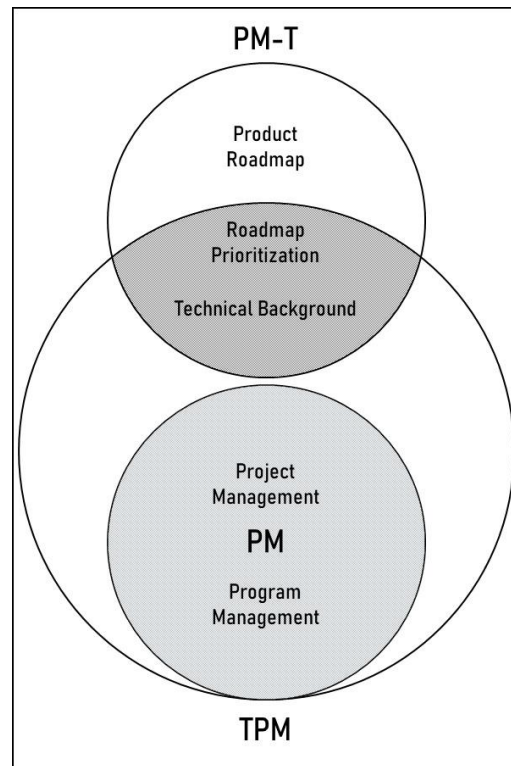 PM-T
Product
Roadmap
Roadmap
Prioritization
Technical Background
Project
Management
PM
Program
Management
TPM